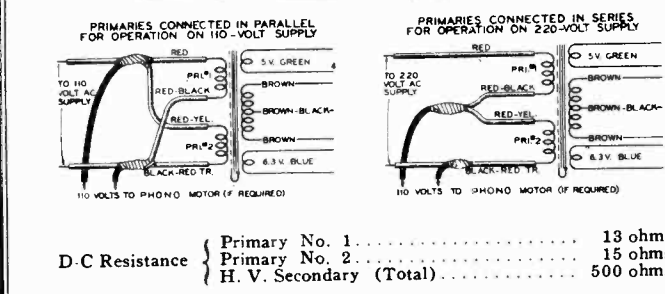 PRIMARIES CONNECTED IN PARALLEL
FOR OPERATION ON 110-VOLT SUPPLY
RED
PRI.#1
TO 110
VOLT AC
SUPPLY
RED-BLACK
RED-YEL
PRI.#2
BLACK-RED TR.
110 VOLTS TO PHONO MOTOR (IF REQUIRED)
5 V. GREEN
BROWN
BROWN-BLACK-
BROWN
6.3 V. BLUE
PRIMARIES CONNECTED IN SERIES
FOR OPERATION ON 220-VOLT SUPPLY
RED
PRI.#1
TO 220
VOLT AC
SUPPLY
RED-BLACK
RED-YEL.
PRI.#2
BLACK-RED TR.
110 VOLTS TO PHONO MOTOR (IF REQUIRED)
5 V. GREEN
BROWN
BROWN-BLACK-
BROWN
6.3 V. BLUE
D-C Resistance
Primary No. 1.................... 13 ohm
Primary No. 2.................... 15 ohm
H. V. Secondary (Total)........... 500 ohm